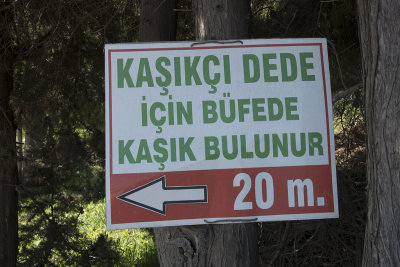 KAŞIKÇI DEDE
İÇİN BÜFEDE
KAŞIK BULUNUR
20 m.